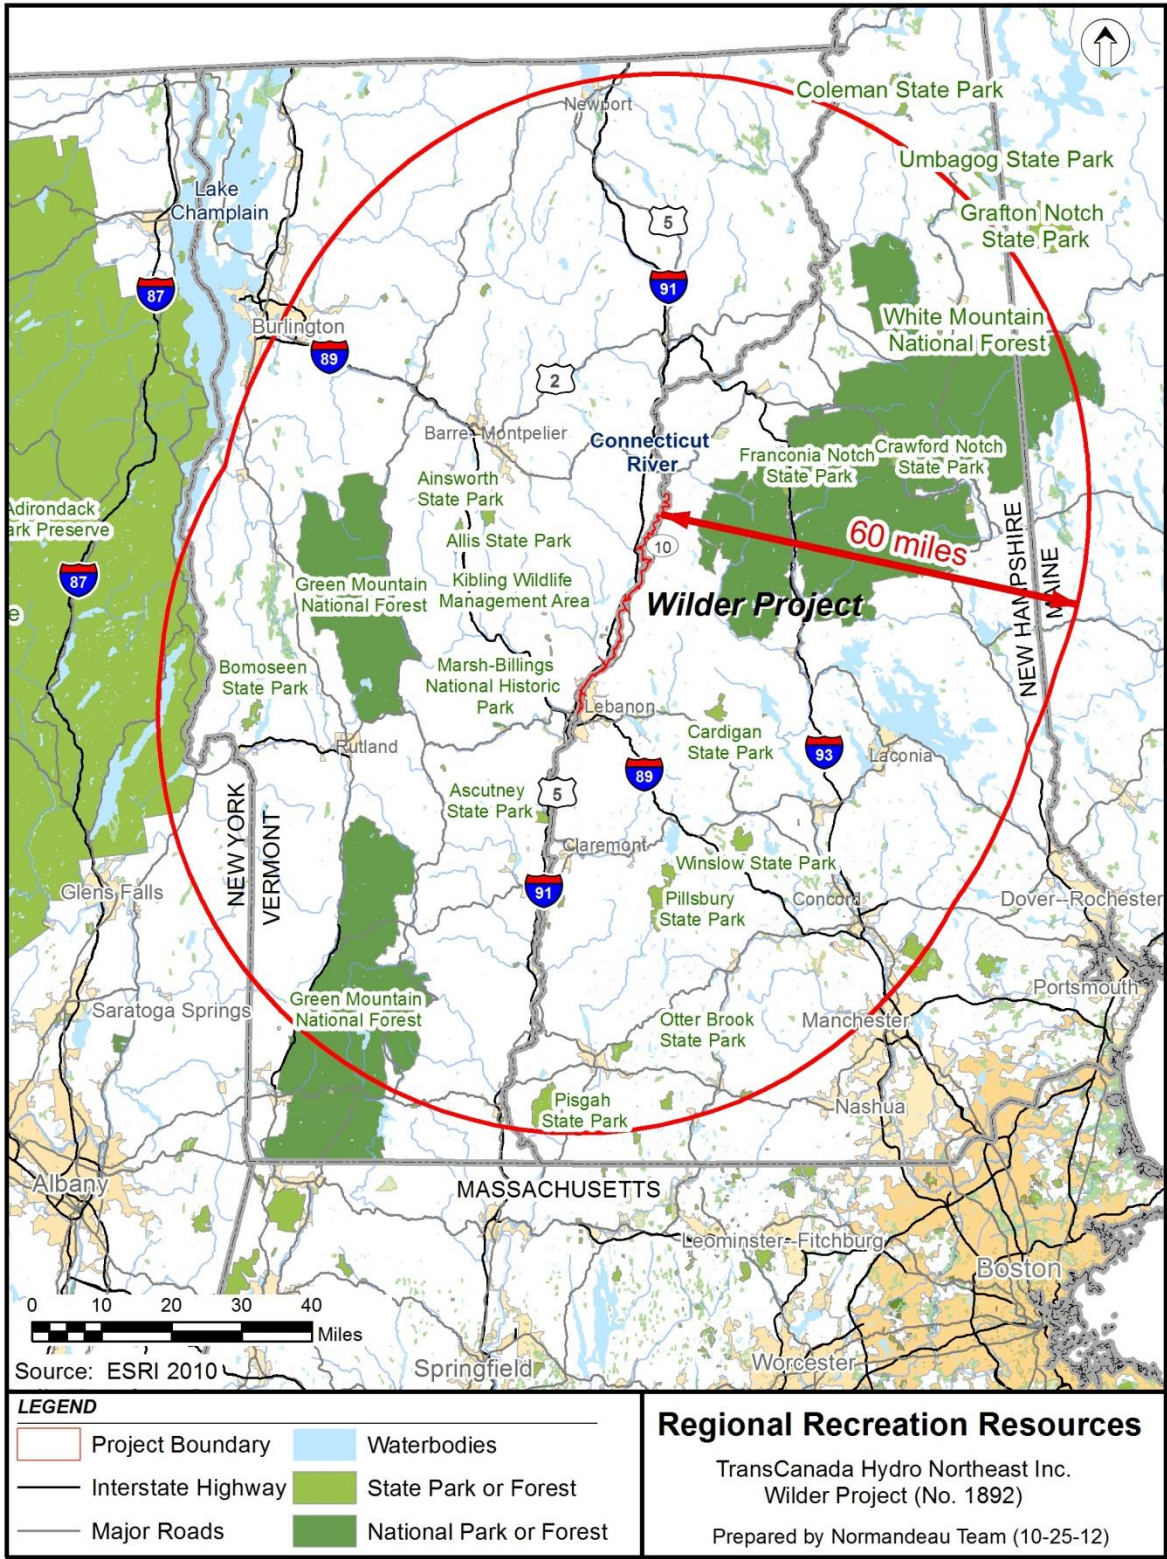 Coleman State Park
Newport
Umbagog State Park
Lake
Champlain
Grafton Notch
State Park
5
87
91
White Mountain
National Forest
Burlington
89
2
Barre--Montpelier
Connecticut
River
Franconia Notch
State Park
Crawford Notch
State Park
Ainsworth
State Park
Adirondack
ark Preserve
Allis State Park
10
60 miles
NEW HAMPSHIRE
MAINE
87
Green Mountain
National Forest
Kibling Wildlife
Management Area
Wilder Project
e
Bomoseen
State Park
Marsh-Billings
National Historic
Park
Lebanon
Rutland
Cardigan
State Park
93
Laconia
89
Ascutney
State Park
5
NEW YORK
VERMONT
Claremont
Winslow State Park
Glens Falls
91
Pillsbury
State Park
Concord
Dover--Rochester
Portsmouth
Saratoga Springs
Green Mountain
National Forest
Otter Brook
State Park
Manchester
Pisgah
State Park
Nashua
Albany
MASSACHUSETTS
Leominster--Fitchburg
Boston
0 10 20 30 40
Miles
Springfield
Worcester
Source: ESRI 2010
LEGEND
Project Boundary
Interstate Highway
Major Roads
Waterbodies
State Park or Forest
National Park or Forest
Regional Recreation Resources
TransCanada Hydro Northeast Inc.
Wilder Project (No. 1892)
Prepared by Normandeau Team (10-25-12)